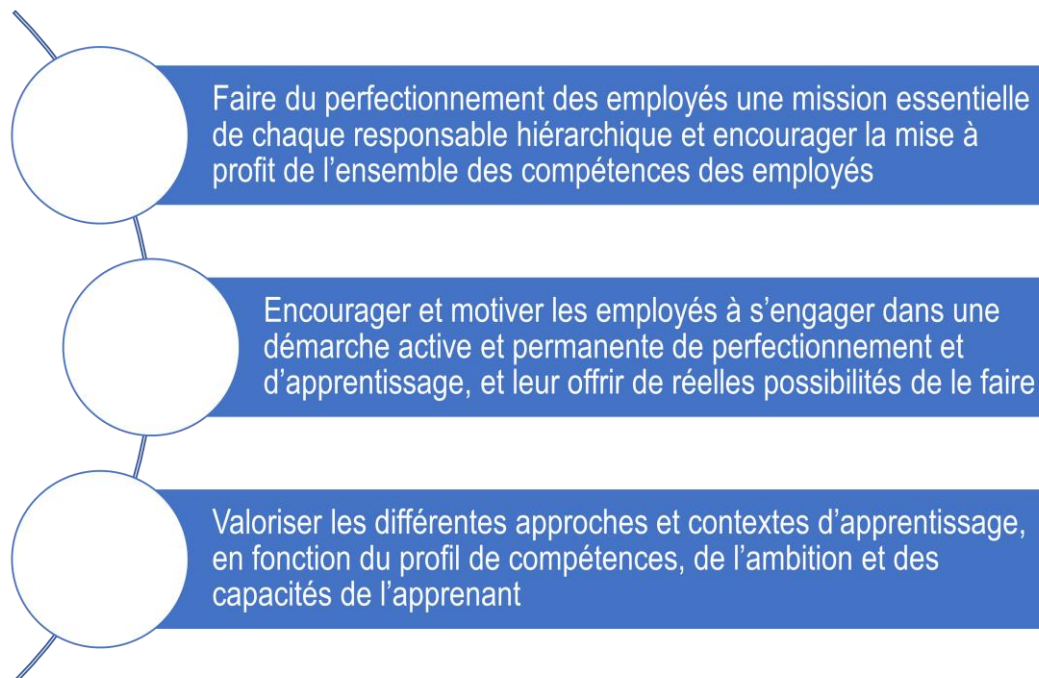 Faire du perfectionnement des employés une mission essentielle
de chaque responsable hiérarchique et encourager la mise à
profit de l’ensemble des compétences des employés
Encourager et motiver les employés à s’engager dans une
démarche active et permanente de perfectionnement et
d’apprentissage, et leur offrir de réelles possibilités de le faire
Valoriser les différentes approches et contextes d’apprentissage,
en fonction du profil de compétences, de l’ambition et des
capacités de l’apprenant